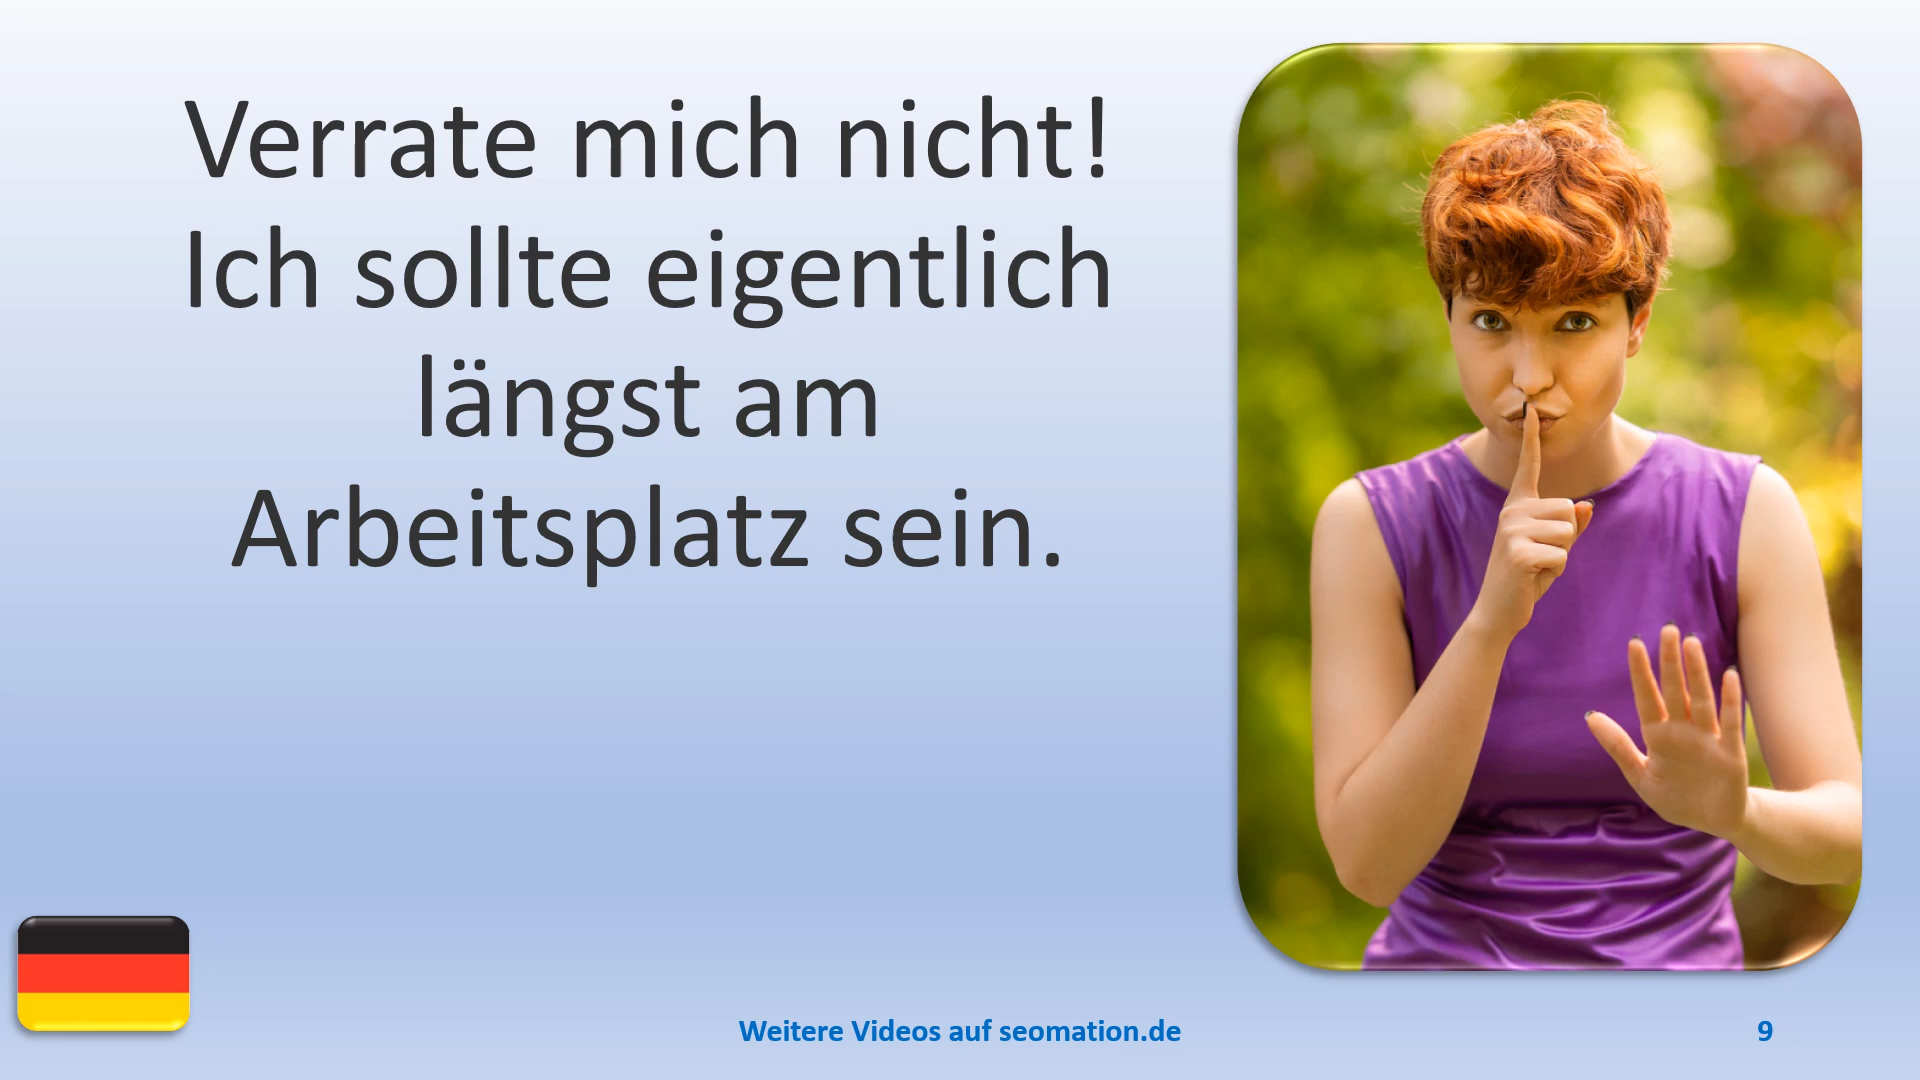 Verrate mich nicht!
Ich sollte eigentlich
längst am
Arbeitsplatz sein.
Weitere Videos auf seomation.de
9